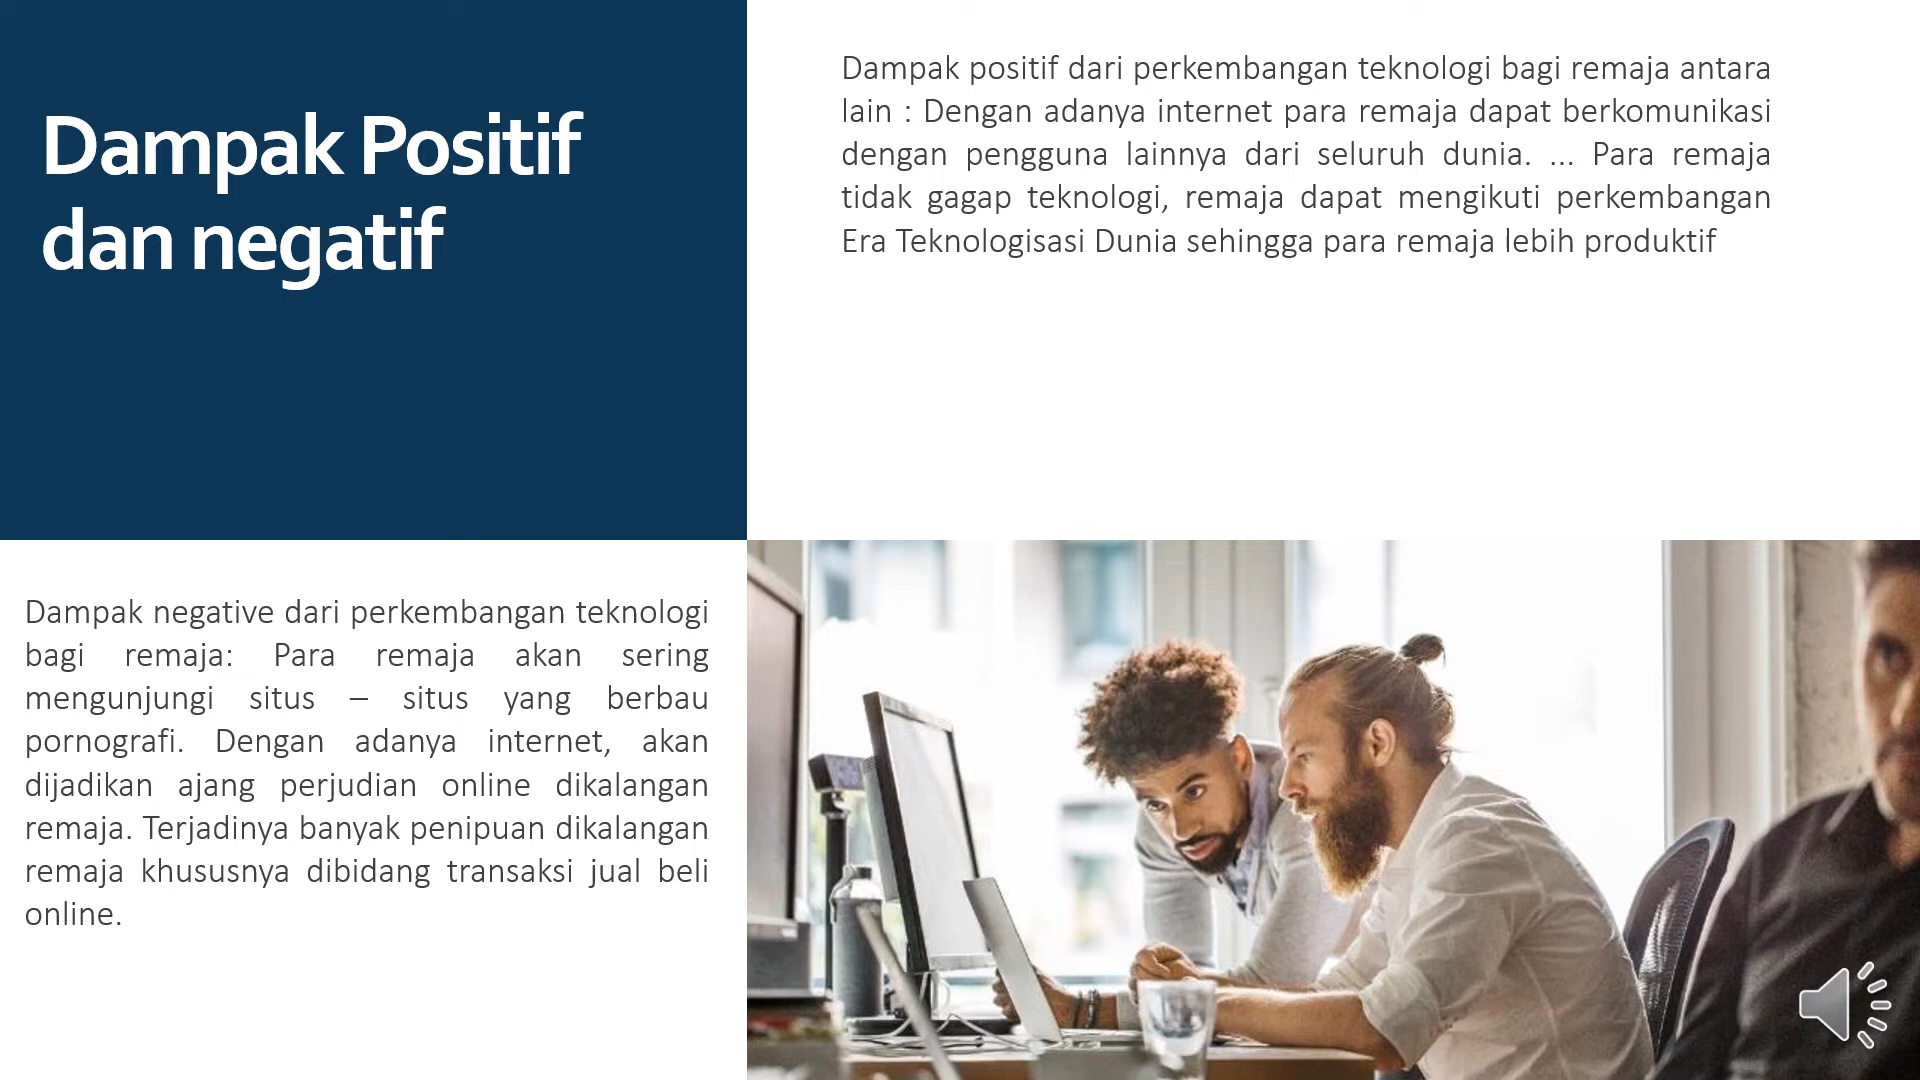 Dampak Positif
dan negatif
Dampak positif dari perkembangan teknologi bagi remaja antara
lain : Dengan adanya internet para remaja dapat berkomunikasi
dengan pengguna lainnya dari seluruh dunia. ... Para remaja
tidak gagap teknologi, remaja dapat mengikuti perkembangan
Era Teknologisasi Dunia sehingga para remaja lebih produktif
Dampak negative dari perkembangan teknologi
bagi remaja: Para remaja akan sering
mengunjungi situs – situs yang berbau
pornografi. Dengan adanya internet, akan
dijadikan ajang perjudian online dikalangan
remaja. Terjadinya banyak penipuan dikalangan
remaja khususnya dibidang transaksi jual beli
online.